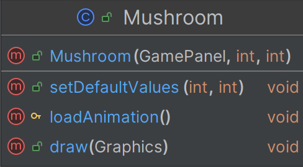 C Mushroom
m Mushroom(GamePanel, int, int)
m setDefaultValues(int, int) void
m loadAnimation() void
m draw(Graphics) void